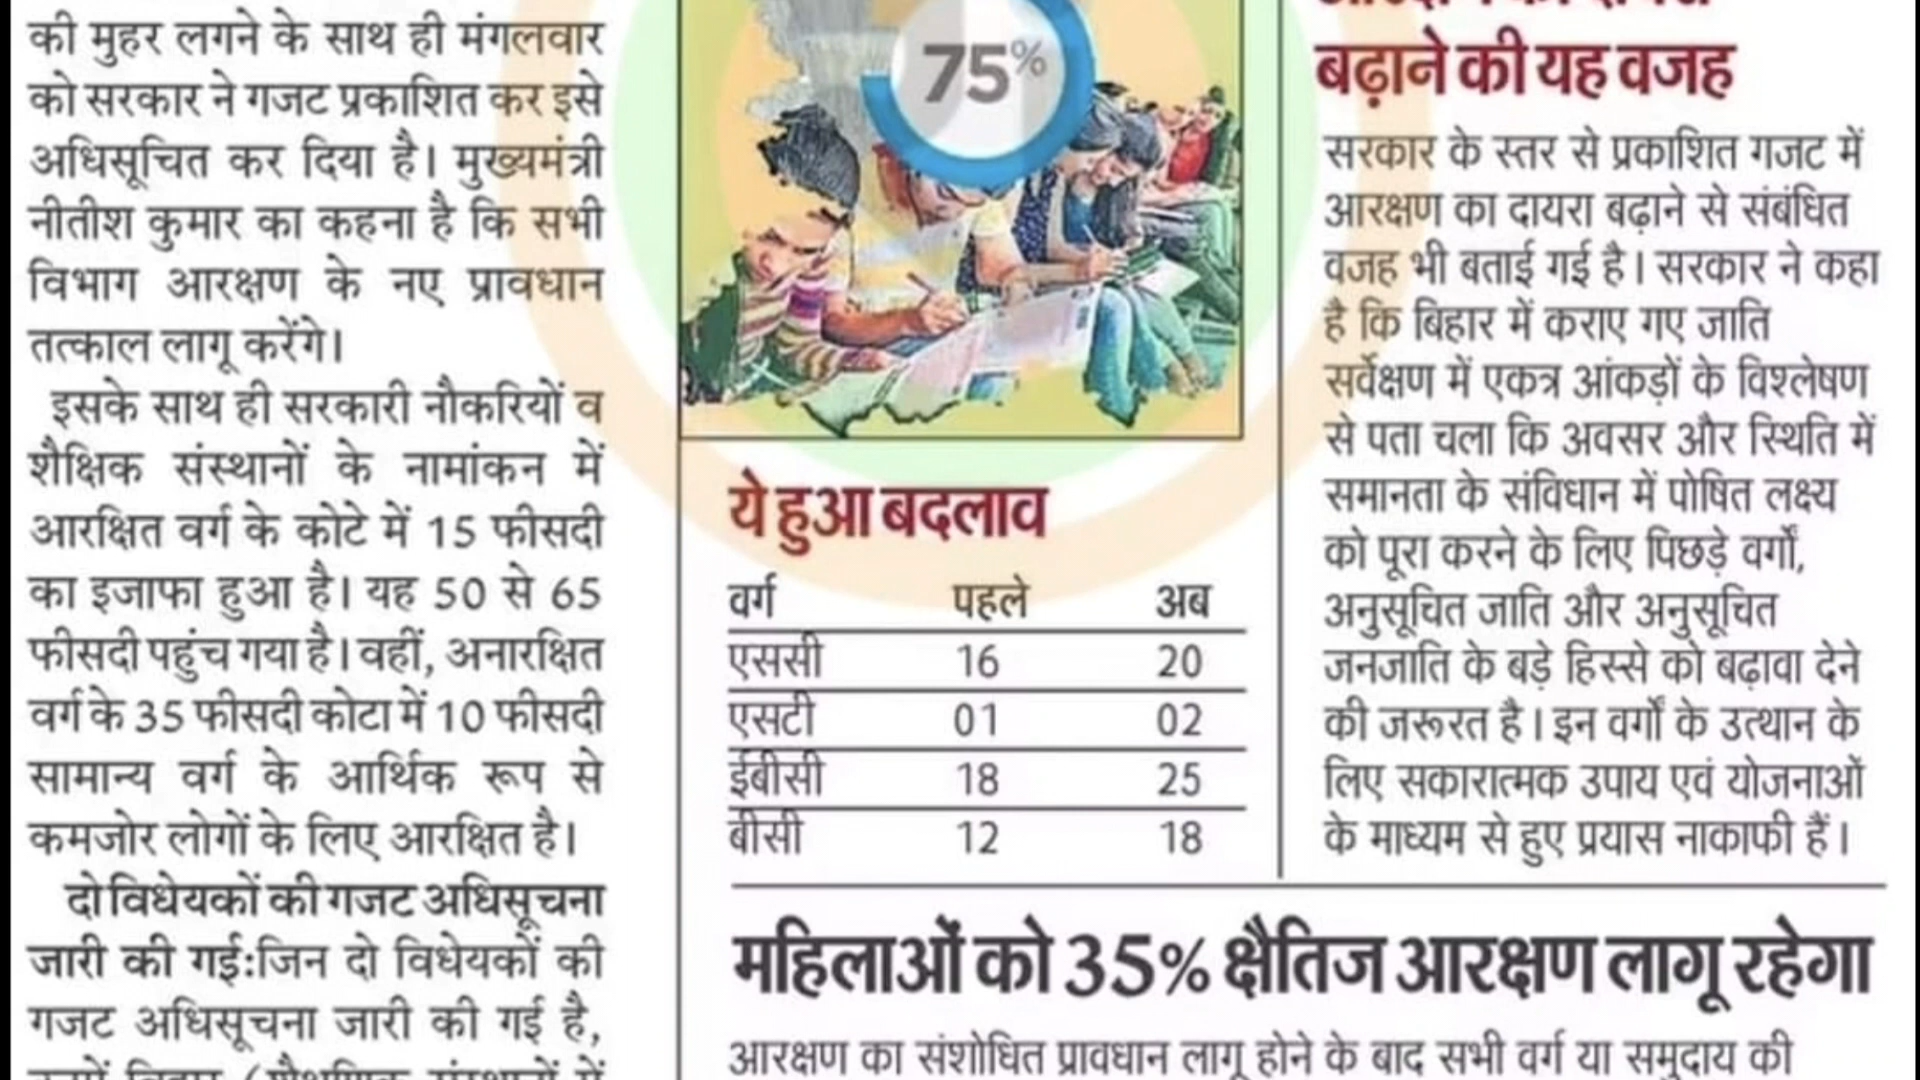 की मुहर लगने के साथ ही मंगलवार
को सरकार ने गजट प्रकाशित कर इसे
अधिसूचित कर दिया है। मुख्यमंत्री
नीतीश कुमार का कहना है कि सभी
विभाग आरक्षण के नए प्रावधान
तत्काल लागू करेंगे।
इसके साथ ही सरकारी नौकरियों व
शैक्षिक संस्थानों के नामांकन में
आरक्षित वर्ग के कोटे में 15 फीसदी
का इजाफा हुआ है। यह 50 से 65
फीसदी पहुंच गया है। वहीं, अनारक्षित
वर्ग के 35 फीसदी कोटा में 10 फीसदी
सामान्य वर्ग के आर्थिक रूप से
कमजोर लोगों के लिए आरक्षित है।
दो विधेयकों की गजट अधिसूचना
जारी की गई:जिन दो विधेयकों की
गजट अधिसूचना जारी की गई है,
75%
ये हुआ बदलाव
वर्ग पहले अब
एससी 16 20
एसटी 01 02
ईबीसी 18 25
बीसी 12 18
बढ़ाने की यह वजह
सरकार के स्तर से प्रकाशित गजट में
आरक्षण का दायरा बढ़ाने से संबंधित
वजह भी बताई गई है। सरकार ने कहा
है कि बिहार में कराए गए जाति
सर्वेक्षण में एकत्र आंकड़ों के विश्लेषण
से पता चला कि अवसर और स्थिति में
समानता के संविधान में पोषित लक्ष्य
को पूरा करने के लिए पिछड़े वर्गों,
अनुसूचित जाति और अनुसूचित
जनजाति के बड़े हिस्से को बढ़ावा देने
की जरूरत है। इन वर्गों के उत्थान के
लिए सकारात्मक उपाय एवं योजनाओं
के माध्यम से हुए प्रयास नाकाफी हैं।
महिलाओं को 35% क्षैतिज आरक्षण लागू रहेगा
आरक्षण का संशोधित प्रावधान लागू होने के बाद सभी वर्ग या समुदाय की